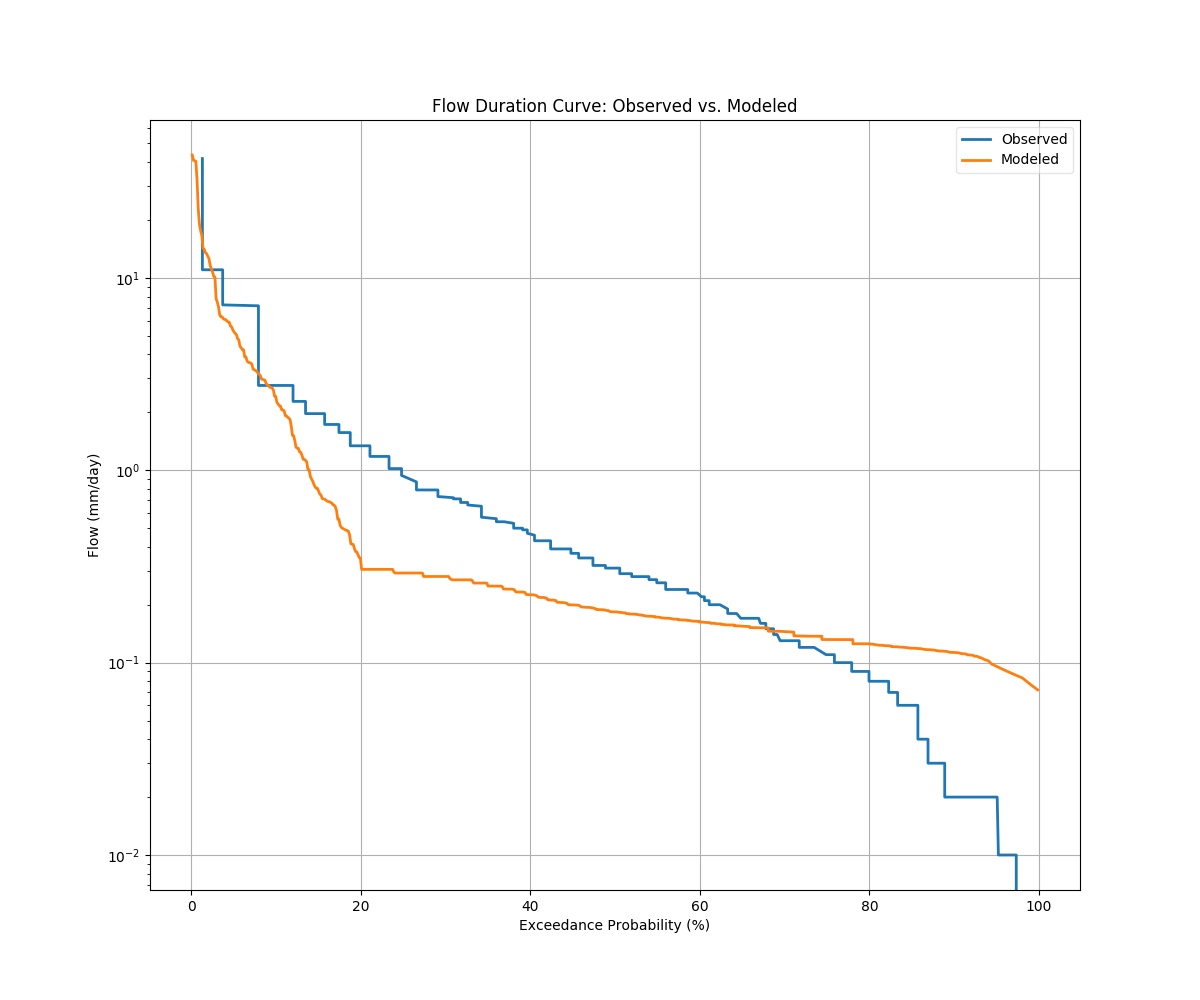 Flow Duration Curve: Observed vs. Modeled
Observed
Modeled
10¹
10⁰
10⁻¹
10⁻²
Flow (mm/day)
0 20 40 60 80 100
Exceedance Probability (%)